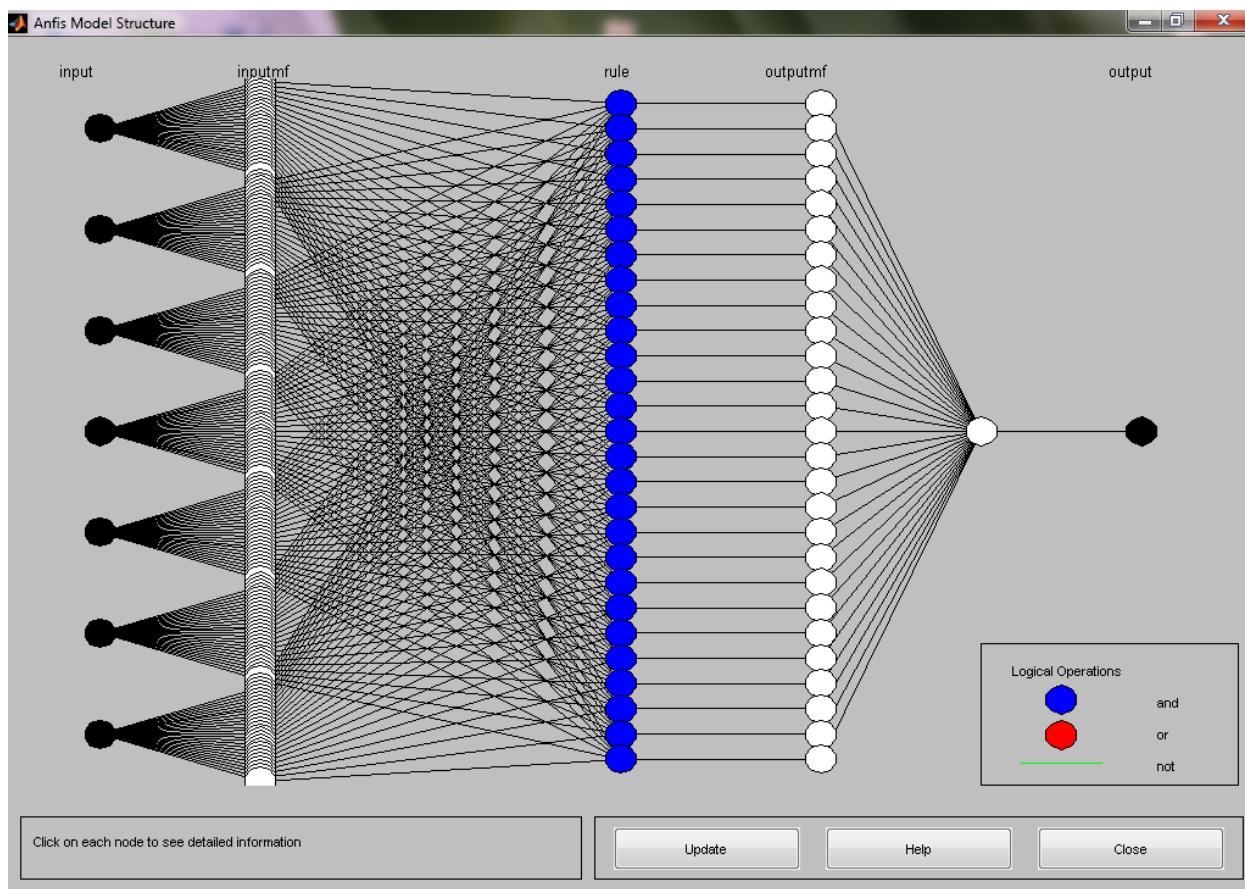 Anfis Model Structure
input inputmf rule outputmf output
Logical Operations
and
or
not
Click on each node to see detailed information
Update Help Close